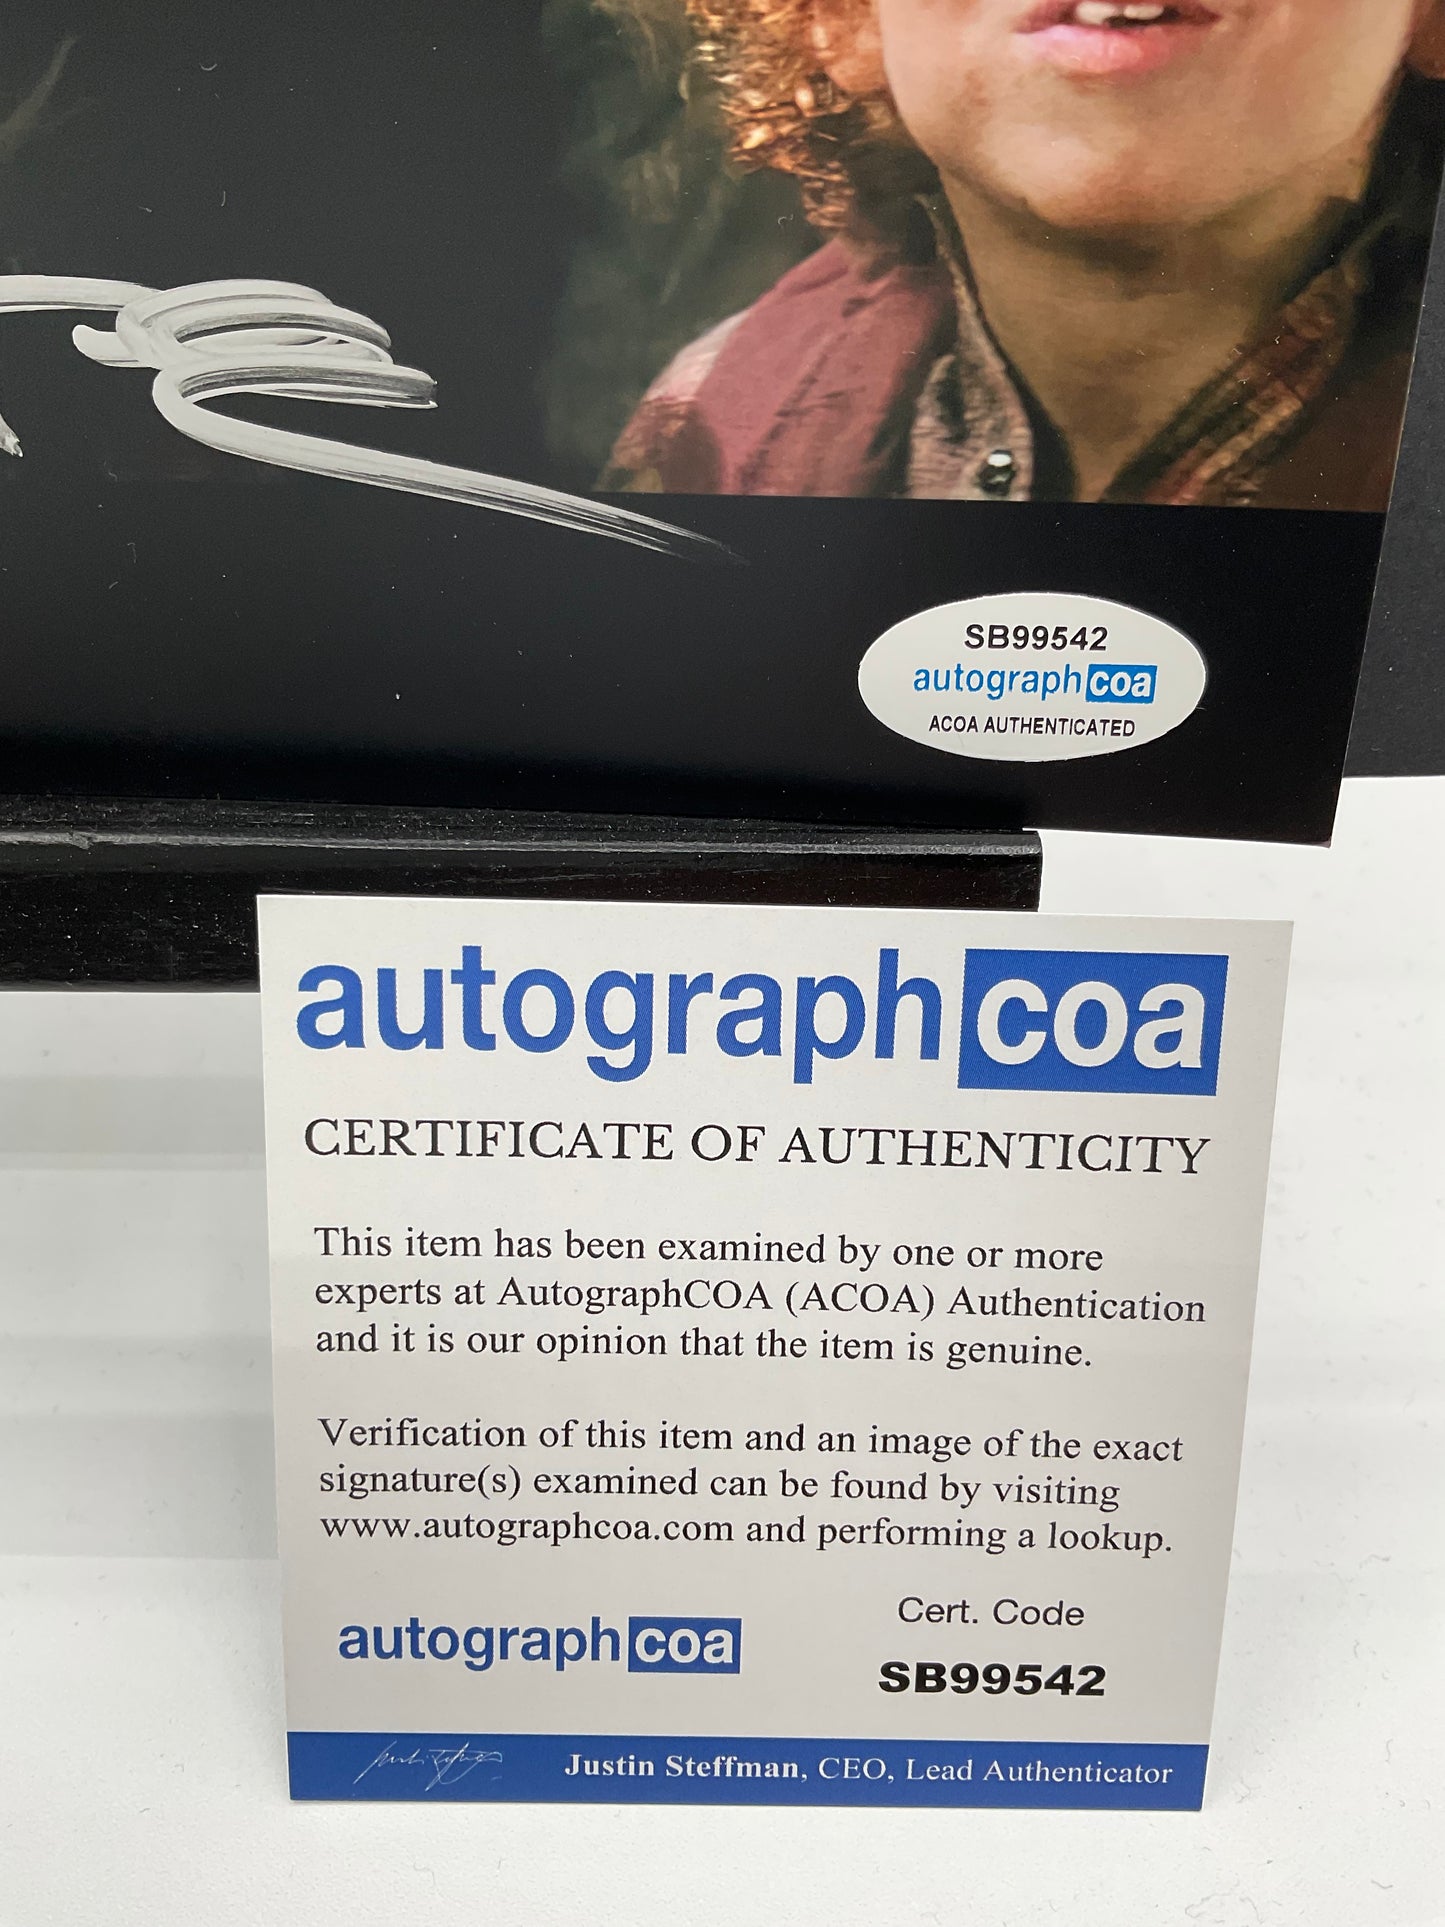 SB99542
autographcoa
ACOA AUTHENTICATED
autographcoa
CERTIFICATE OF AUTHENTICITY
This item has been examined by one or more
experts at AutographCOA (ACOA) Authentication
and it is our opinion that the item is genuine.
Verification of this item and an image of the exact
signature(s) examined can be found by visiting
www.autographcoa.com and performing a lookup.
Cert. Code
autographcoa
SB99542
Justin Steffman, CEO, Lead Authenticator